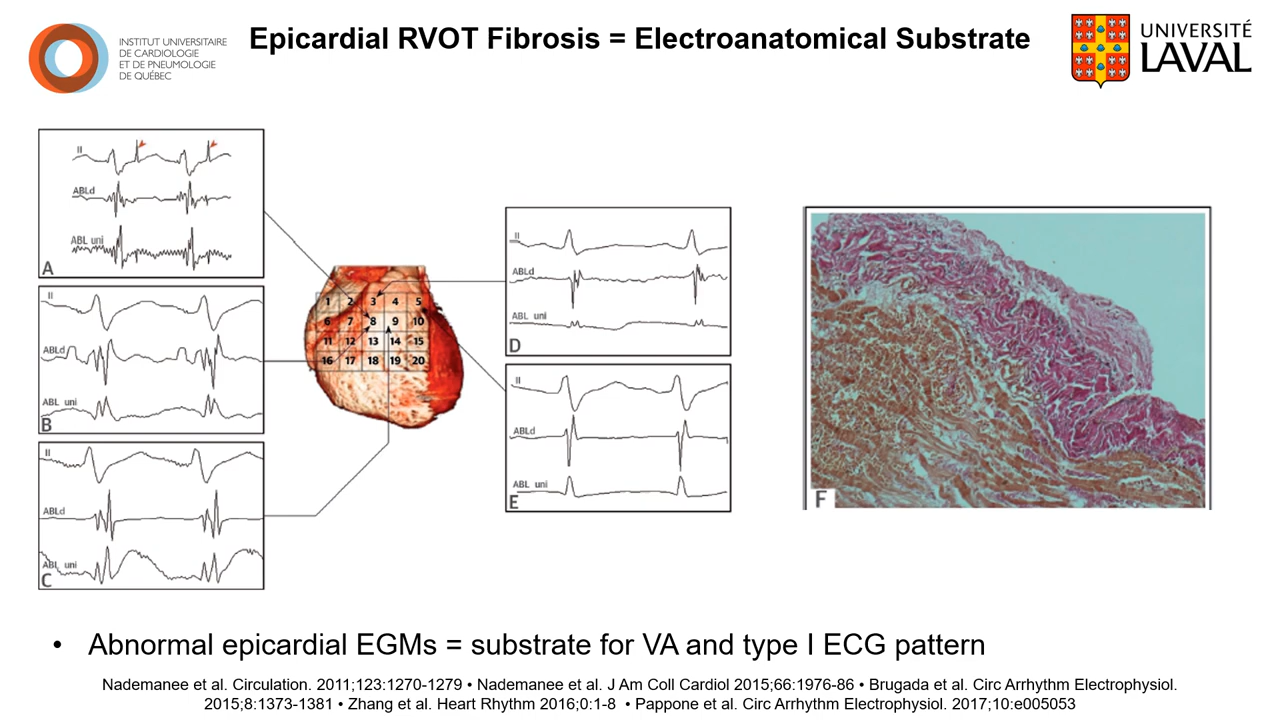 INSTITUT UNIVERSITAIRE
DE CARDIOLOGIE
ET DE PNEUMOLOGIE
DE QUÉBEC
Epicardial RVOT Fibrosis = Electroanatomical Substrate
UNIVERSITÉ
LAVAL
II
ABLd
ABL uni
A
II
ABLd
ABL uni
B
II
ABLd
ABL uni
C
1 2 3 4 5
6 7 8 9 10
11 12 13 14 15
16 17 18 19 20
II
ABLd
ABL uni
D
II
ABLd
ABL uni
E
F
• Abnormal epicardial EGMs = substrate for VA and type I ECG pattern
Nademanee et al. Circulation. 2011;123:1270-1279 • Nademanee et al. J Am Coll Cardiol 2015;66:1976-86 • Brugada et al. Circ Arrhythm Electrophysiol.
2015;8:1373-1381 • Zhang et al. Heart Rhythm 2016;0:1-8 • Pappone et al. Circ Arrhythm Electrophysiol. 2017;10:e005053